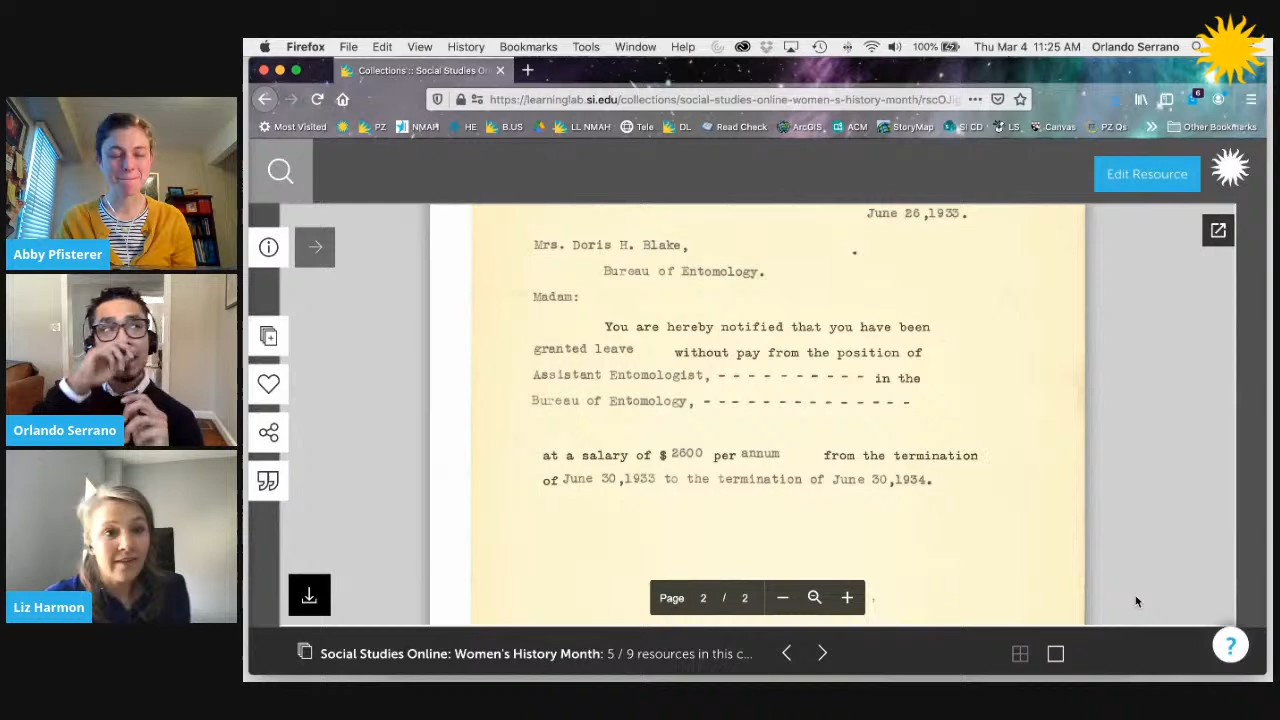 Firefox File Edit View History Bookmarks Tools Window Help 100% Thu Mar 4 11:25 AM Orlando Serrano
Collections :: Social Studies O
https://learninglab.si.edu/collections/social-studies-online-women-s-history-month/rscOJig
6
Most Visited PZ NMAH HE B.US LL NMAH Tele DL Read Check ArcGIS ACM StoryMap SI CD LS Canvas PZ Qs Other Bookmarks
Edit Resource
June 26,1933.
Mrs. Doris H. Blake,
Bureau of Entomology.
Madam:
You are hereby notified that you have been
granted leave without pay from the position of
Assistant Entomologist, - - - - - - - - - - in the
Bureau of Entomology, - - - - - - - - - - - - - -
at a salary of $ 2600 per annum from the termination
of June 30,1933 to the termination of June 30,1934.
Page 2 / 2
Social Studies Online: Women's History Month: 5 / 9 resources in this c...
?
Abby Pfisterer
Orlando Serrano
Liz Harmon